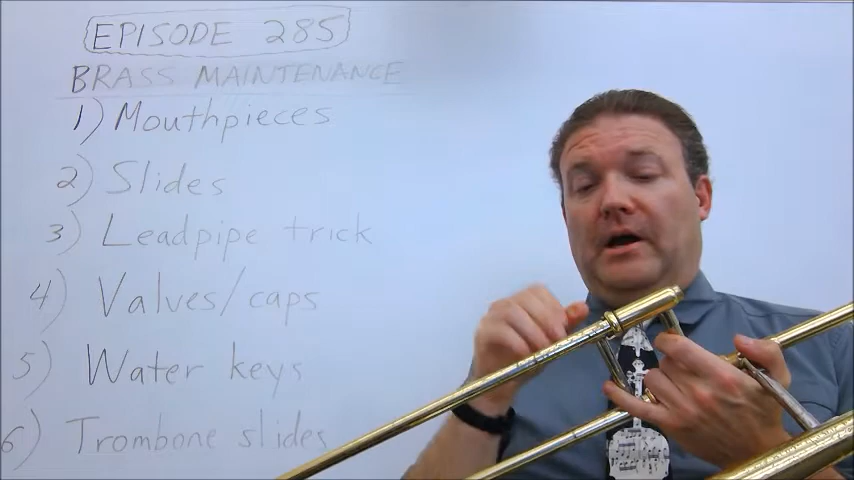 EPISODE 285
BRASS MAINTENANCE
1) Mouthpieces
2) Slides
3) Leadpipe trick
4) Valves/caps
5) Water keys
6) Trombone slides